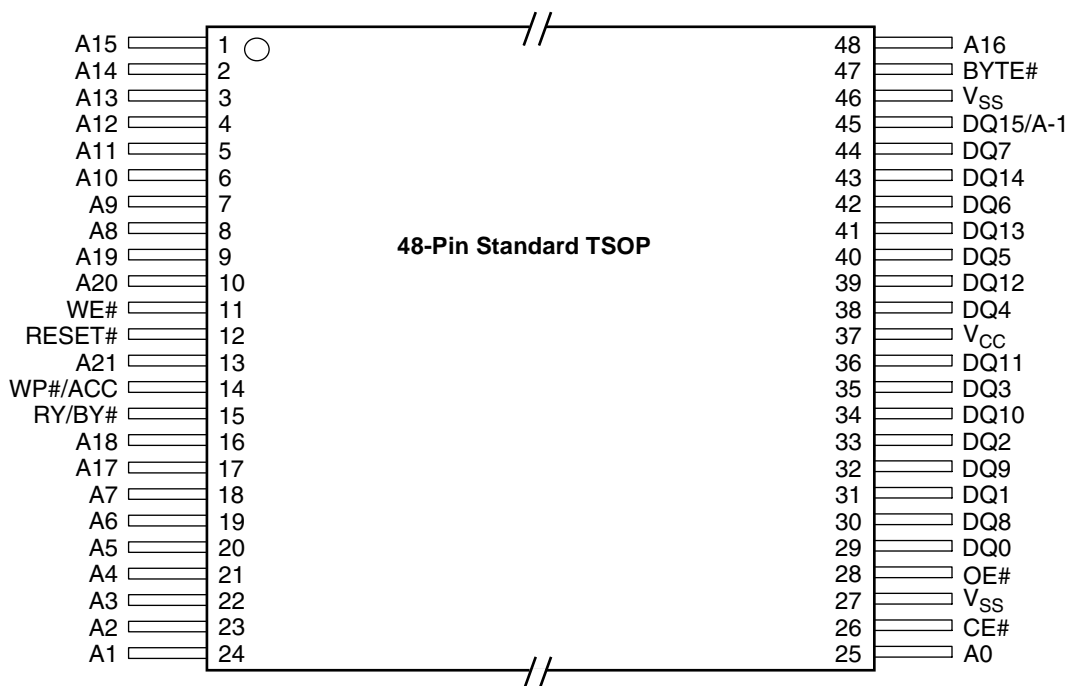 A15 1 48 A16
A14 2 47 BYTE#
A13 3 46 VSS
A12 4 45 DQ15/A-1
A11 5 44 DQ7
A10 6 43 DQ14
A9 7 42 DQ6
A8 8 41 DQ13
48-Pin Standard TSOP
A19 9 40 DQ5
A20 10 39 DQ12
WE# 11 38 DQ4
RESET# 12 37 VCC
A21 13 36 DQ11
WP#/ACC 14 35 DQ3
RY/BY# 15 34 DQ10
A18 16 33 DQ2
A17 17 32 DQ9
A7 18 31 DQ1
A6 19 30 DQ8
A5 20 29 DQ0
A4 21 28 OE#
A3 22 27 VSS
A2 23 26 CE#
A1 24 25 A0